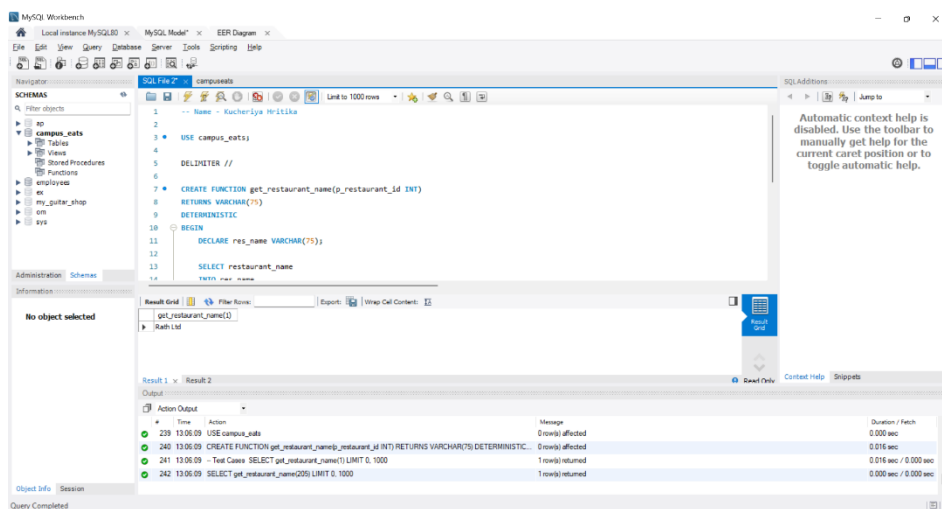 MySQL Workbench
Local instance MySQL80 × MySQL Model* × EER Diagram ×
File Edit View Query Database Server Tools Scripting Help
Navigator
SCHEMAS
Filter objects
ap
campus_eats
Tables
Views
Stored Procedures
Functions
employees
ex
my_guitar_shop
om
sys
Administration Schemas
Information
No object selected
Object Info Session
Query Completed
SQL File 2* × campuseats
Limit to 1000 rows
1 -- Name - Kucheriya Hritika
2
3 USE campus_eats;
4
5 DELIMITER //
6
7 CREATE FUNCTION get_restaurant_name(p_restaurant_id INT)
8 RETURNS VARCHAR(75)
9 DETERMINISTIC
10 BEGIN
11 DECLARE res_name VARCHAR(75);
12
13 SELECT restaurant_name
14 INTO res_name
Result Grid Filter Rows: Export: Wrap Cell Content:
get_restaurant_name(1)
Rath Ltd
Result Grid
Result 1 × Result 2 Read Only
Output
Action Output
# Time Action Message Duration / Fetch
239 13:06:09 USE campus_eats 0 row(s) affected 0.000 sec
240 13:06:09 CREATE FUNCTION get_restaurant_name(p_restaurant_id INT) RETURNS VARCHAR(75) DETERMINISTIC... 0 row(s) affected 0.016 sec
241 13:06:09 -- Test Cases SELECT get_restaurant_name(1) LIMIT 0, 1000 1 row(s) returned 0.016 sec / 0.000 sec
242 13:06:09 SELECT get_restaurant_name(205) LIMIT 0, 1000 1 row(s) returned 0.000 sec / 0.000 sec
SQLAdditions
Jump to
Automatic context help is
disabled. Use the toolbar to
manually get help for the
current caret position or to
toggle automatic help.
Context Help Snippets